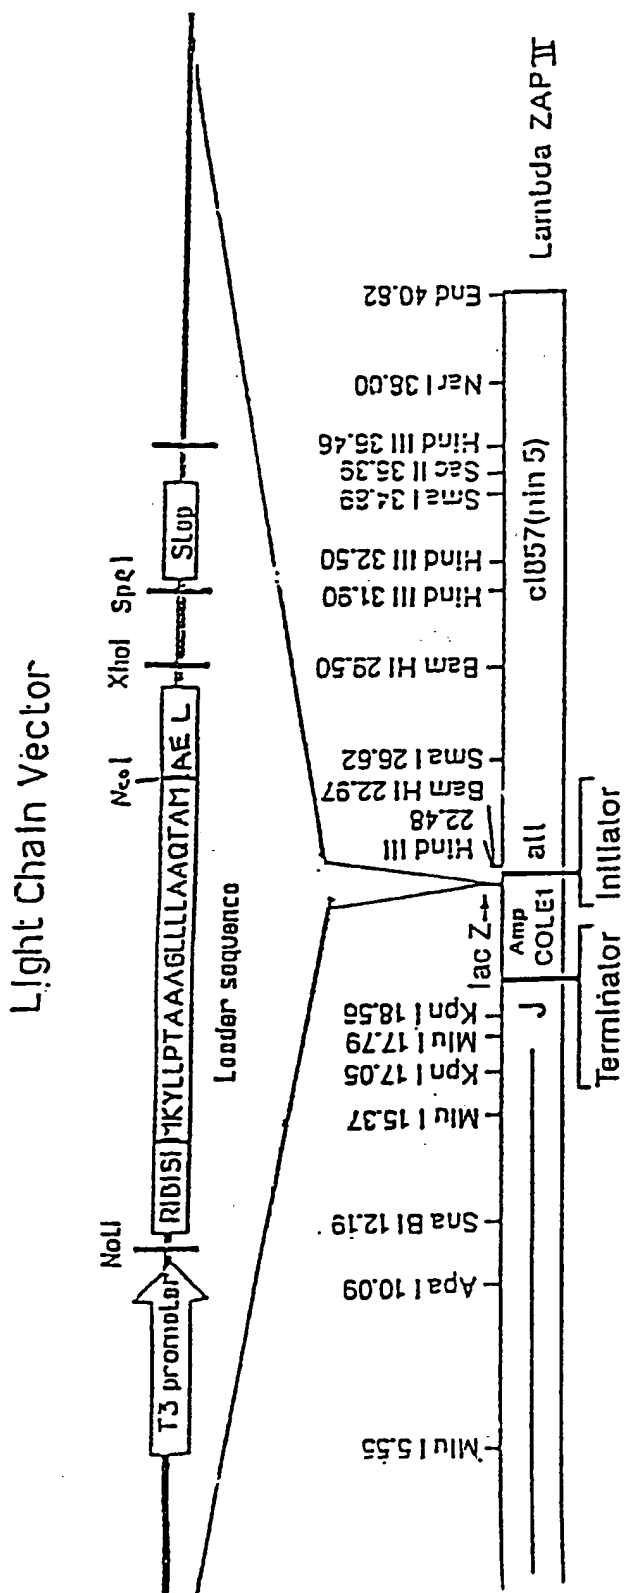 Light Chain Vector
NotI
NcoI
XhoI
SpeI
T3 promoter
RIBISI
MKYLLPTAAAGLLLLAAQTAM
AE L
Stop
Leader sequence
Mlu I 5.55
Apa I 10.09
Sna BI 12.19
Mlu I 15.37
Kpn I 17.05
Mlu I 17.79
Kpn I 18.56
lac Z
Hind III 22.48
Bam HI 22.97
Sma I 26.62
Bam HI 29.50
Hind III 31.90
Hind III 32.50
Sma I 34.89
Sac II 35.39
Hind III 35.46
Nar I 38.00
End 40.82
J
Amp
COLE1
att
cI857(nin 5)
Lambda ZAP II
Terminator
Initiator